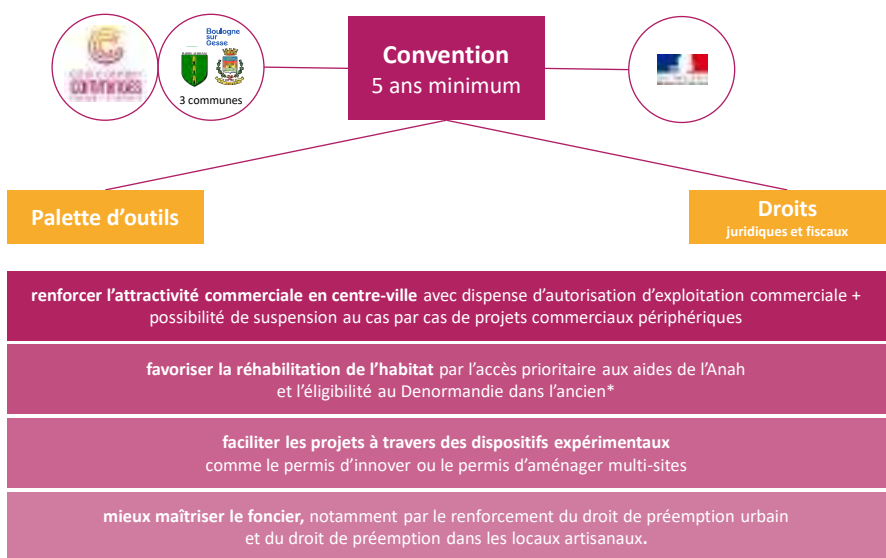 Boulogne
sur
Gesse
COMMINGES
3 communes
Convention
5 ans minimum
Palette d’outils
Droits
juridiques et fiscaux
renforcer l’attractivité commerciale en centre-ville avec dispense d’autorisation d’exploitation commerciale +
possibilité de suspension au cas par cas de projets commerciaux périphériques
favoriser la réhabilitation de l’habitat par l’accès prioritaire aux aides de l’Anah
et l’éligibilité au Denormandie dans l’ancien*
faciliter les projets à travers des dispositifs expérimentaux
comme le permis d’innover ou le permis d’aménager multi-sites
mieux maîtriser le foncier, notamment par le renforcement du droit de préemption urbain
et du droit de préemption dans les locaux artisanaux.